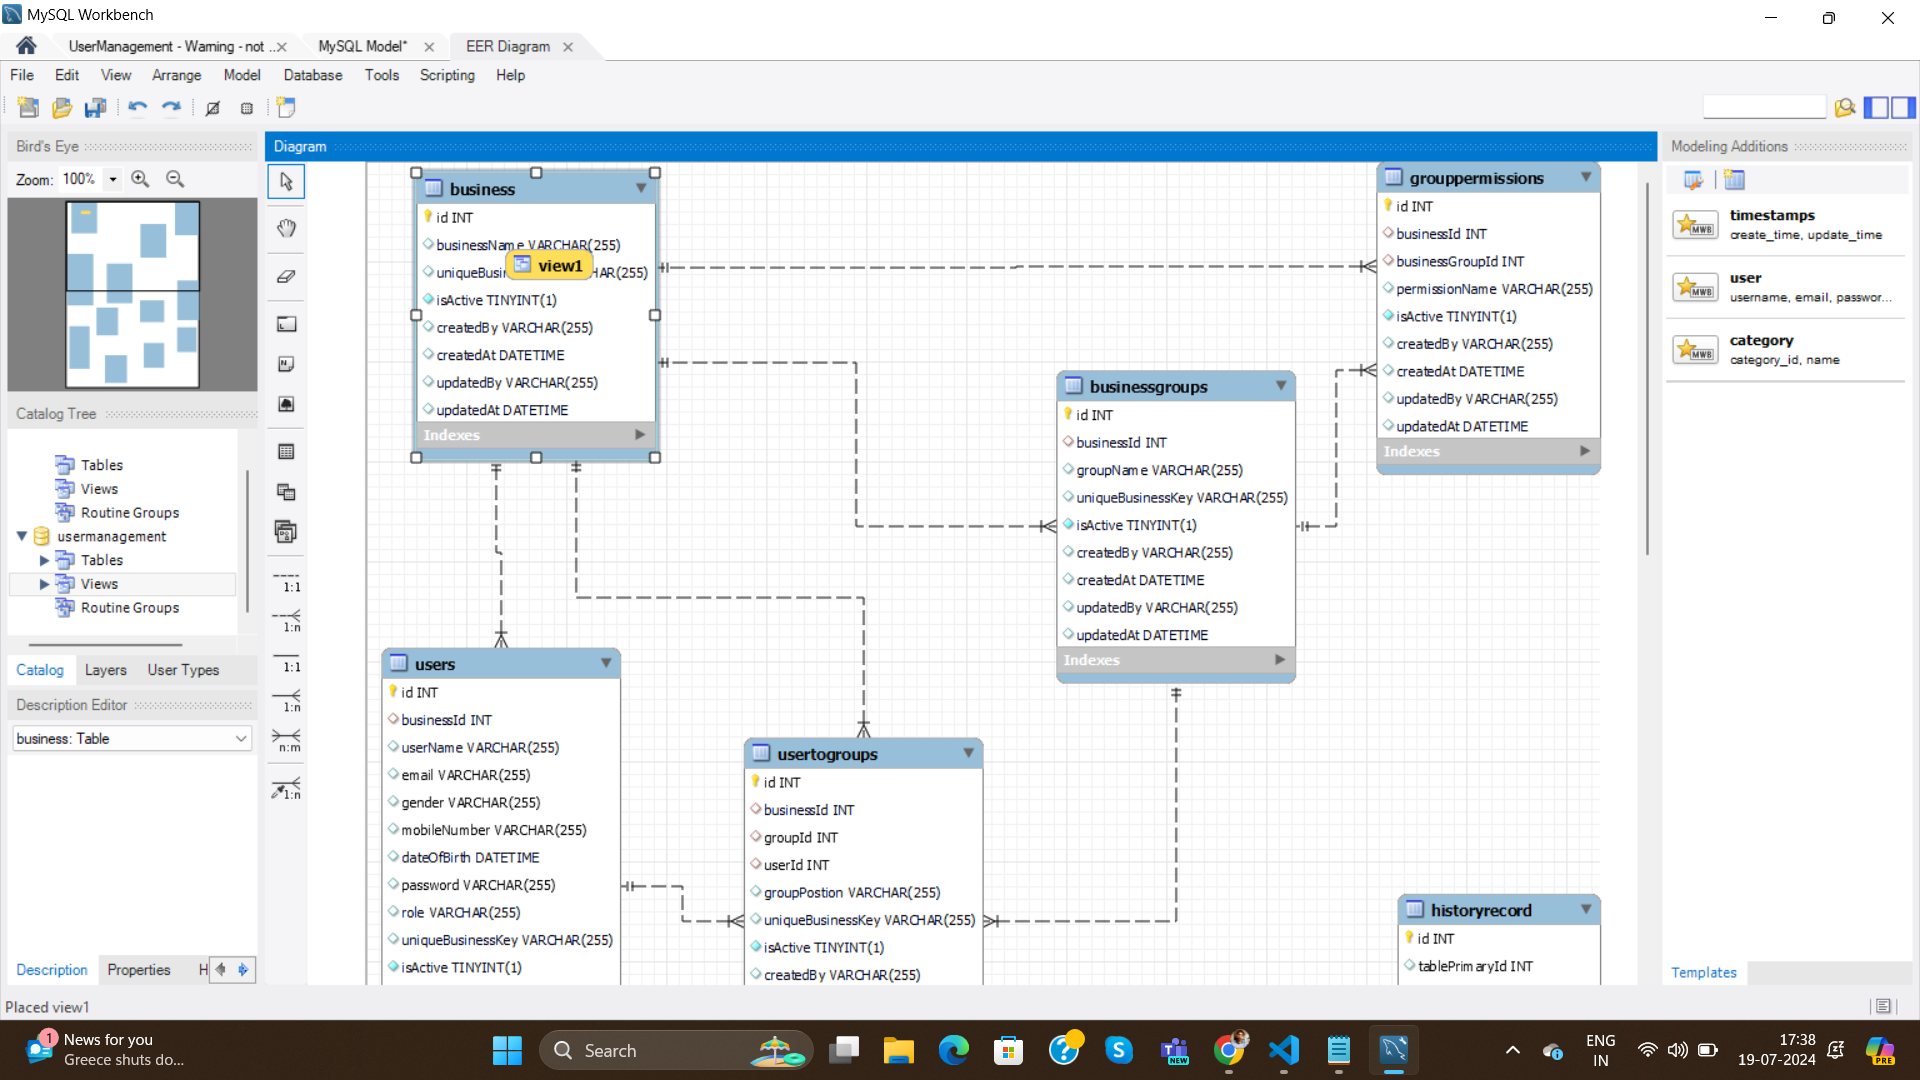 MySQL Workbench
UserManagement - Warning - not ...
MySQL Model*
EER Diagram
File Edit View Arrange Model Database Tools Scripting Help
Bird's Eye
Zoom: 100%
Catalog Tree
Tables
Views
Routine Groups
usermanagement
Tables
Views
Routine Groups
Catalog Layers User Types
Description Editor
business: Table
Description Properties H
Placed view1
Diagram
1:1
1:n
1:1
1:n
n:m
1:n
business
id INT
businessName VARCHAR(255)
uniqueBusi HAR(255)
view1
isActive TINYINT(1)
createdBy VARCHAR(255)
createdAt DATETIME
updatedBy VARCHAR(255)
updatedAt DATETIME
Indexes
grouppermissions
id INT
businessId INT
businessGroupId INT
permissionName VARCHAR(255)
isActive TINYINT(1)
createdBy VARCHAR(255)
createdAt DATETIME
updatedBy VARCHAR(255)
updatedAt DATETIME
Indexes
businessgroups
id INT
businessId INT
groupName VARCHAR(255)
uniqueBusinessKey VARCHAR(255)
isActive TINYINT(1)
createdBy VARCHAR(255)
createdAt DATETIME
updatedBy VARCHAR(255)
updatedAt DATETIME
Indexes
users
id INT
businessId INT
userName VARCHAR(255)
email VARCHAR(255)
gender VARCHAR(255)
mobileNumber VARCHAR(255)
dateOfBirth DATETIME
password VARCHAR(255)
role VARCHAR(255)
uniqueBusinessKey VARCHAR(255)
isActive TINYINT(1)
usertogroups
id INT
businessId INT
groupId INT
userId INT
groupPostion VARCHAR(255)
uniqueBusinessKey VARCHAR(255)
isActive TINYINT(1)
createdBy VARCHAR(255)
historyrecord
id INT
tablePrimaryId INT
Modeling Additions
MWB
timestamps
create_time, update_time
MWB
user
username, email, passwor...
MWB
category
category_id, name
Templates
1
News for you
Greece shuts do...
Search
NEW
ENG
IN
17:38
19-07-2024
PRE